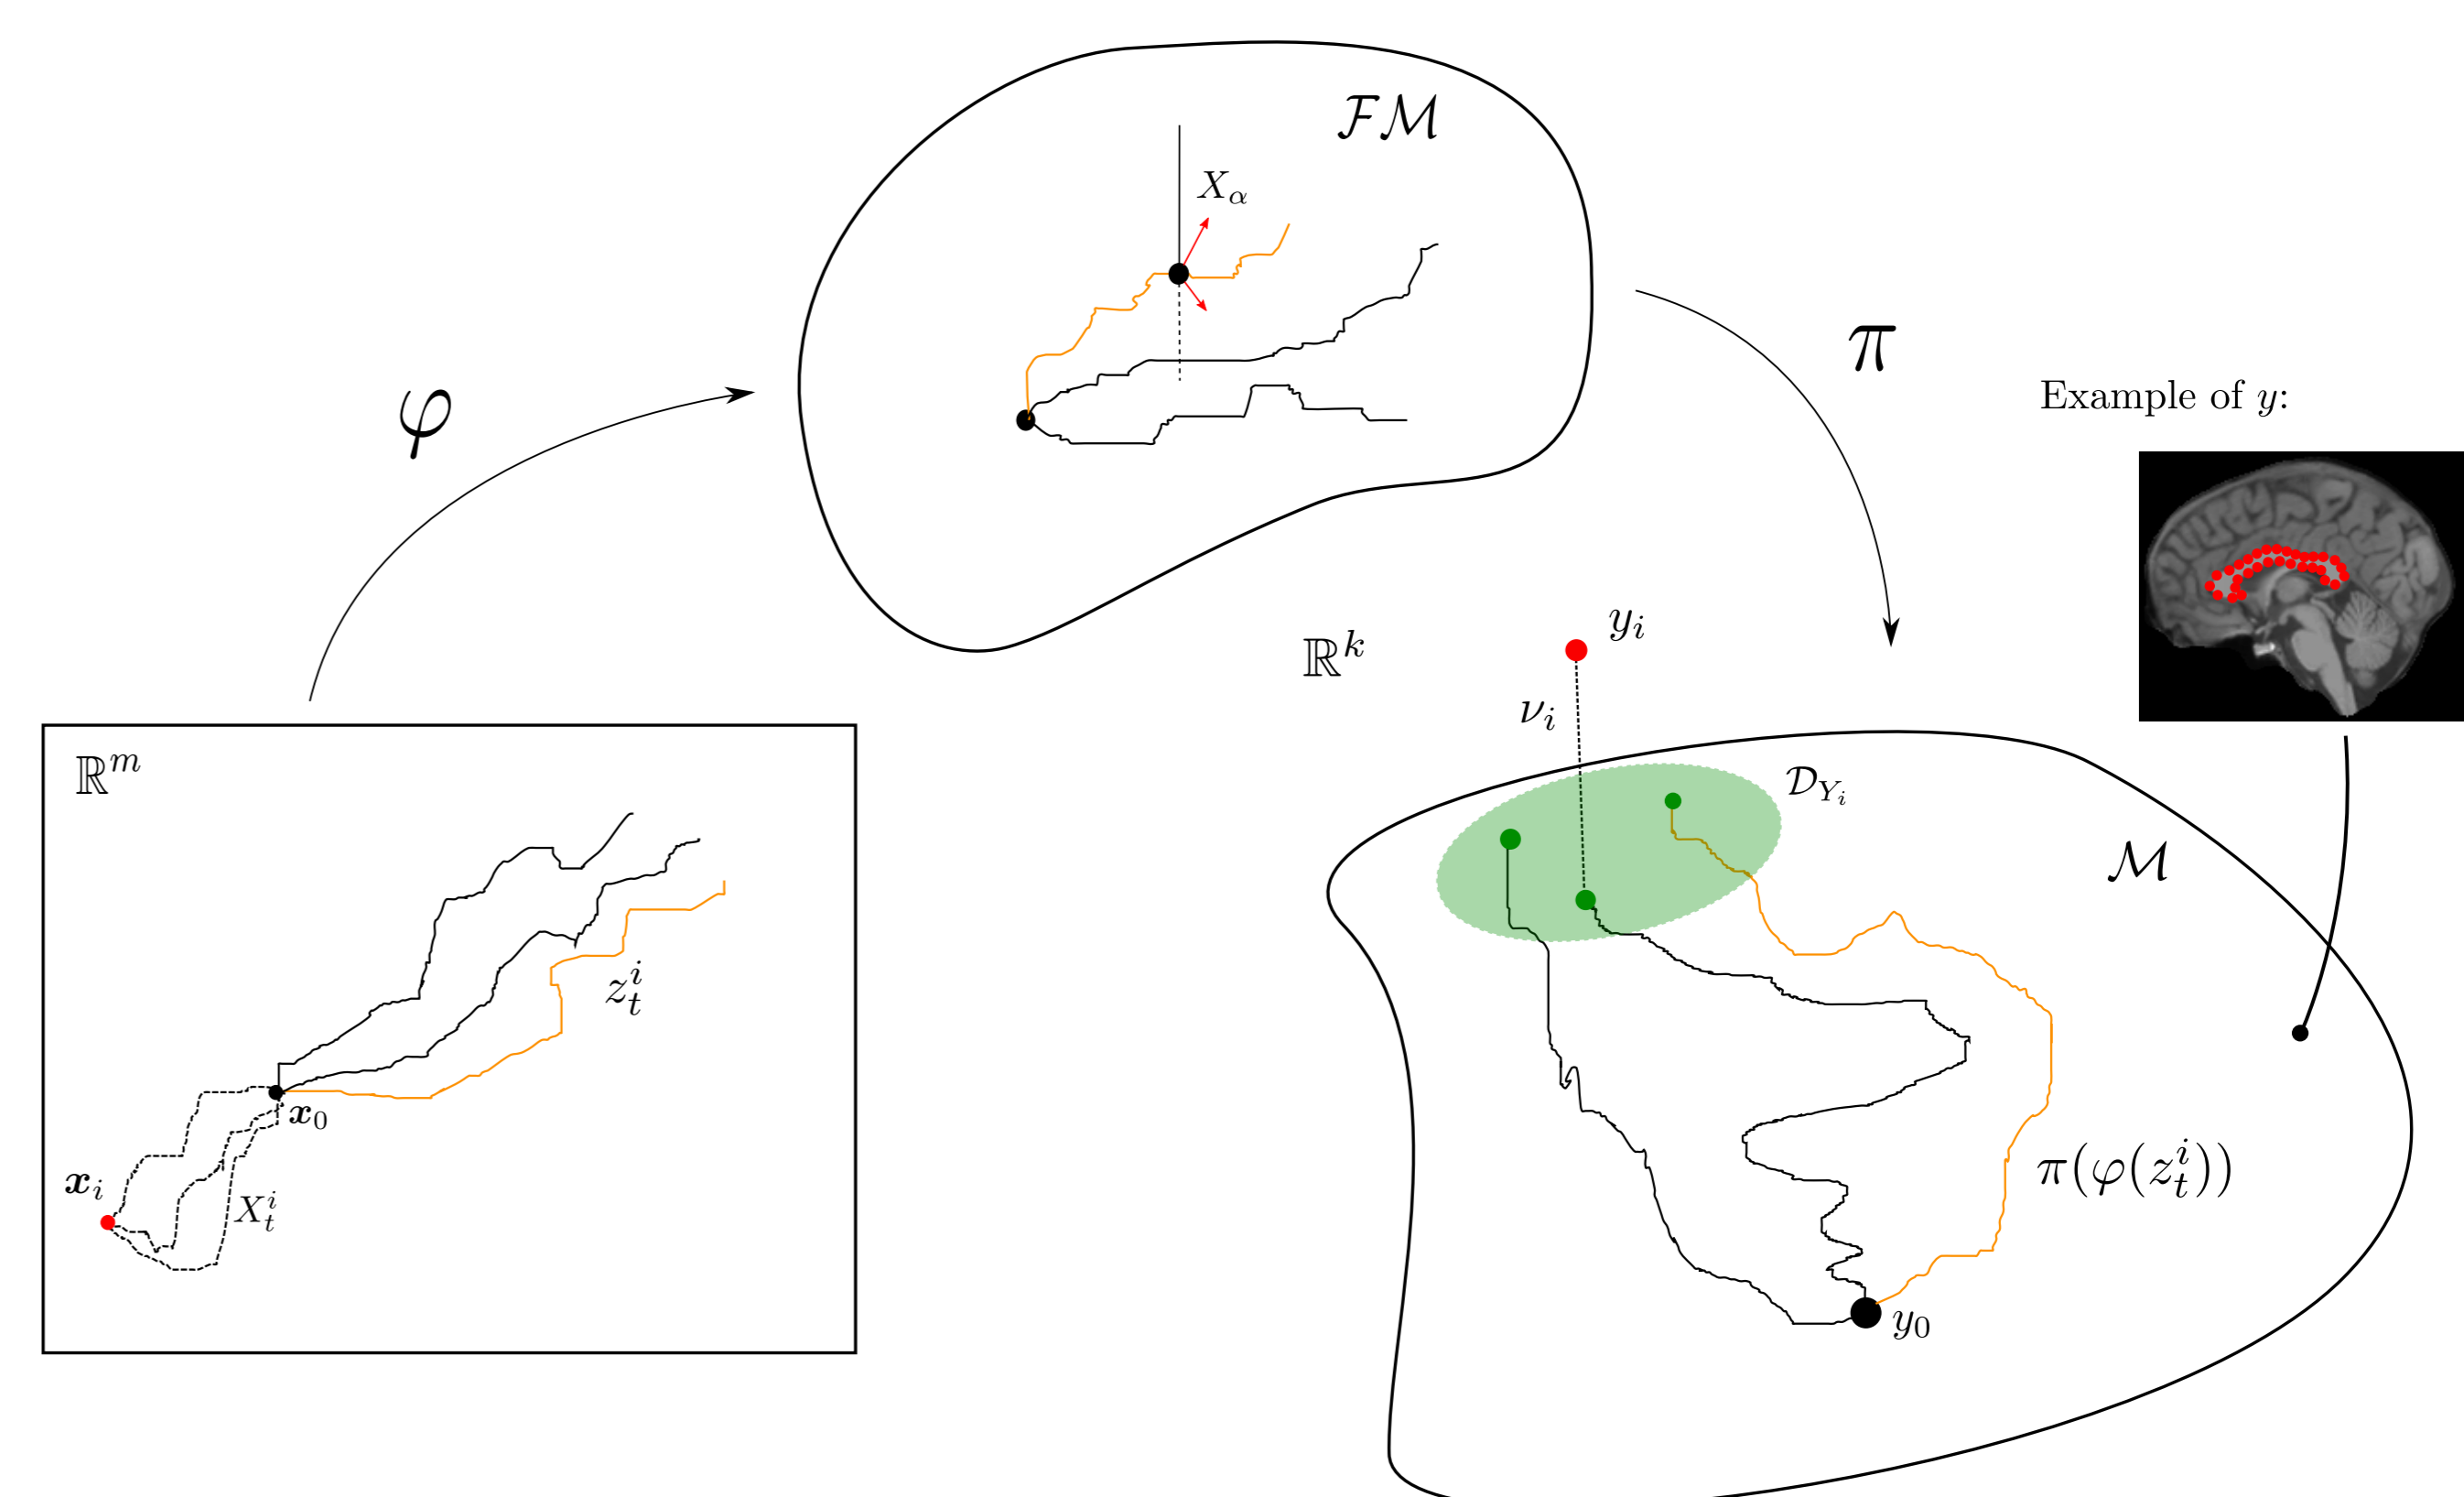 ℱℳ
X_α
φ
π
Example of y:
ℝ^k
y_i
ν_i
ℝ^m
𝒟_{Y_i}
ℳ
z_t^i
x_0
x_i
X_t^i
π(φ(z_t^i))
y_0